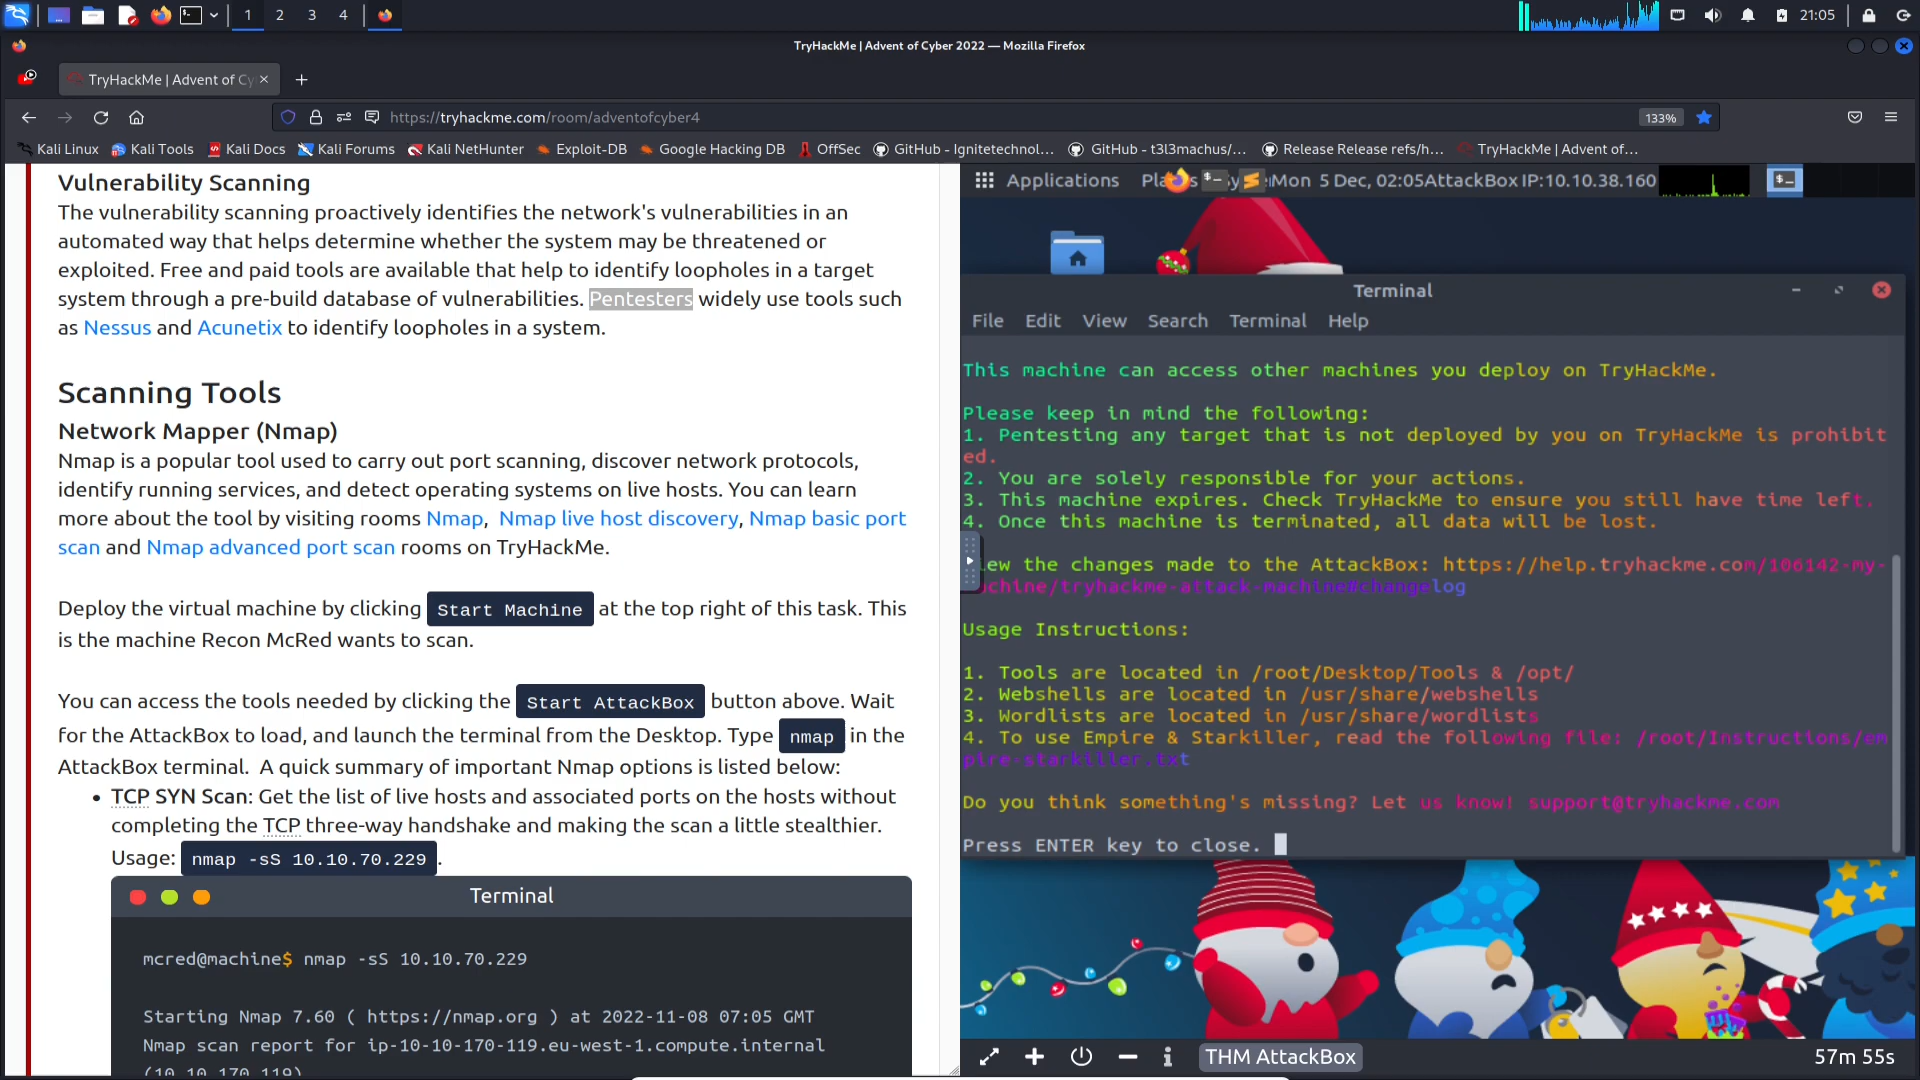 1
2
3
4
21:05
TryHackMe | Advent of Cyber 2022 — Mozilla Firefox
TryHackMe | Advent of Cy
https://tryhackme.com/room/adventofcyber4
133%
Kali Linux
Kali Tools
Kali Docs
Kali Forums
Kali NetHunter
Exploit-DB
Google Hacking DB
OffSec
GitHub - Ignitetechnol...
GitHub - t3l3machus/...
Release Release refs/h...
TryHackMe | Advent of...
Vulnerability Scanning
The vulnerability scanning proactively identifies the network's vulnerabilities in an
automated way that helps determine whether the system may be threatened or
exploited. Free and paid tools are available that help to identify loopholes in a target
system through a pre-build database of vulnerabilities. Pentesters widely use tools such
as Nessus and Acunetix to identify loopholes in a system.
Scanning Tools
Network Mapper (Nmap)
Nmap is a popular tool used to carry out port scanning, discover network protocols,
identify running services, and detect operating systems on live hosts. You can learn
more about the tool by visiting rooms Nmap, Nmap live host discovery, Nmap basic port
scan and Nmap advanced port scan rooms on TryHackMe.
Deploy the virtual machine by clicking Start Machine at the top right of this task. This
is the machine Recon McRed wants to scan.
You can access the tools needed by clicking the Start AttackBox button above. Wait
for the AttackBox to load, and launch the terminal from the Desktop. Type nmap in the
AttackBox terminal. A quick summary of important Nmap options is listed below:
• TCP SYN Scan: Get the list of live hosts and associated ports on the hosts without
completing the TCP three-way handshake and making the scan a little stealthier.
Usage: nmap -sS 10.10.70.229.
Terminal
mcred@machine$ nmap -sS 10.10.70.229
Starting Nmap 7.60 ( https://nmap.org ) at 2022-11-08 07:05 GMT
Nmap scan report for ip-10-10-170-119.eu-west-1.compute.internal
(10.10.170.119)
Applications
Mon 5 Dec, 02:05
AttackBox IP:10.10.38.160
Terminal
File Edit View Search Terminal Help
This machine can access other machines you deploy on TryHackMe.
Please keep in mind the following:
1. Pentesting any target that is not deployed by you on TryHackMe is prohibit
ed.
2. You are solely responsible for your actions.
3. This machine expires. Check TryHackMe to ensure you still have time left.
4. Once this machine is terminated, all data will be lost.
iew the changes made to the AttackBox: https://help.tryhackme.com/106142-my-
achine/tryhackme-attack-machine#changelog
Usage Instructions:
1. Tools are located in /root/Desktop/Tools & /opt/
2. Webshells are located in /usr/share/webshells
3. Wordlists are located in /usr/share/wordlists
4. To use Empire & Starkiller, read the following file: /root/Instructions/em
pire-starkiller.txt
Do you think something's missing? Let us know! support@tryhackme.com
Press ENTER key to close.
THM AttackBox
57m 55s